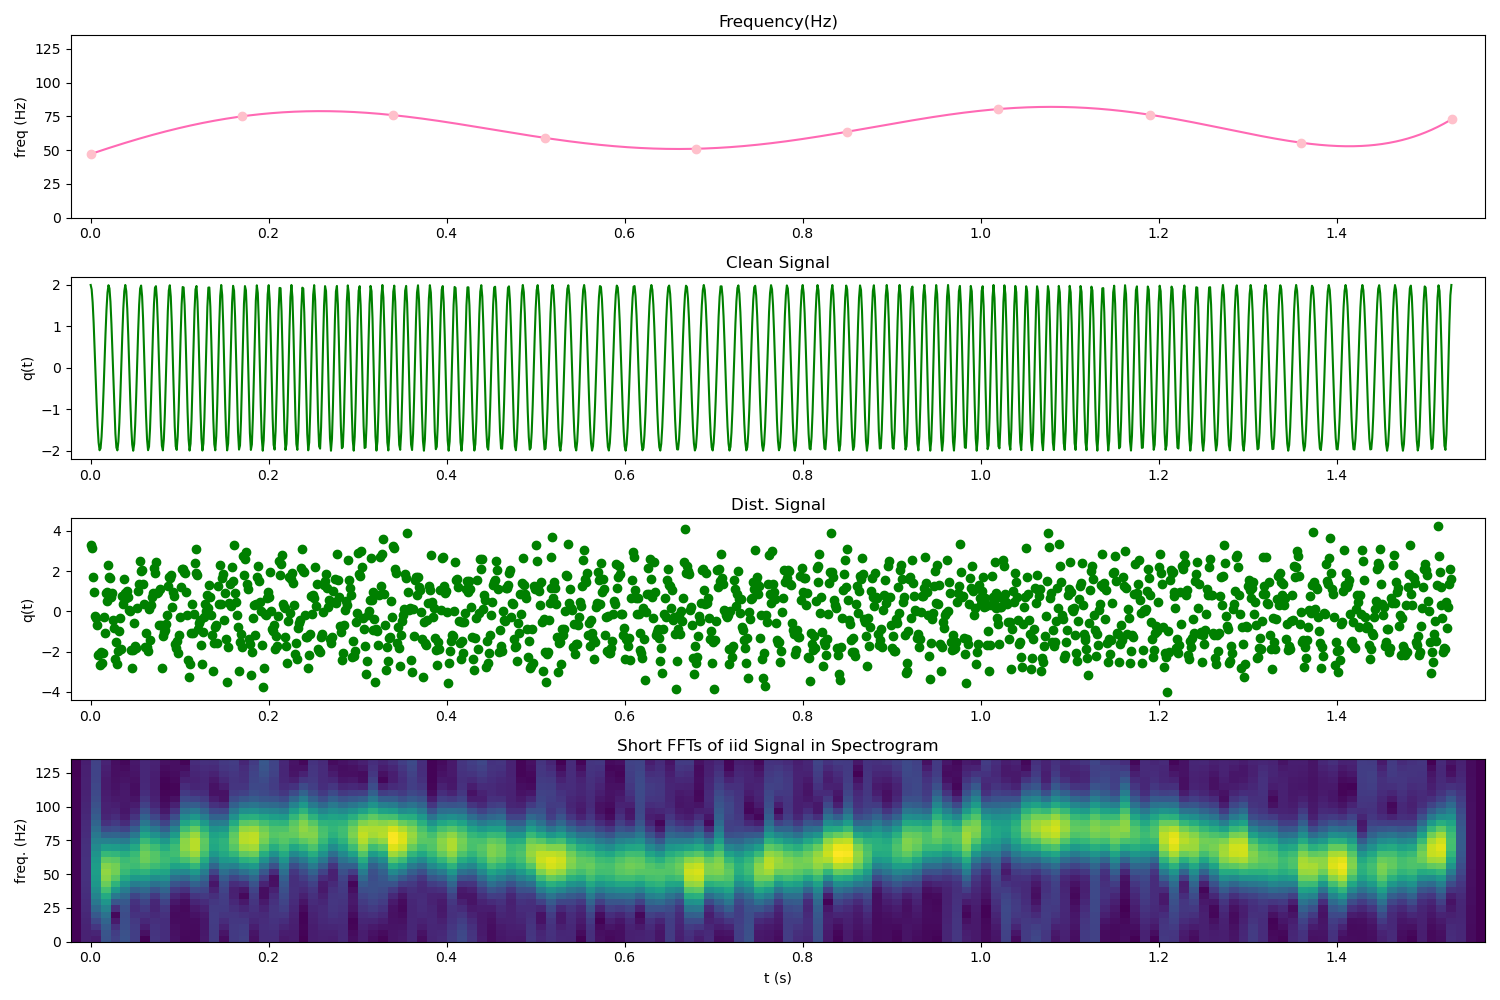 Frequency(Hz)
freq (Hz)
125
100
75
50
25
0
0.0 0.2 0.4 0.6 0.8 1.0 1.2 1.4
Clean Signal
q(t)
2
1
0
−1
−2
0.0 0.2 0.4 0.6 0.8 1.0 1.2 1.4
Dist. Signal
q(t)
4
2
0
−2
−4
0.0 0.2 0.4 0.6 0.8 1.0 1.2 1.4
Short FFTs of iid Signal in Spectrogram
freq. (Hz)
125
100
75
50
25
0
0.0 0.2 0.4 0.6 0.8 1.0 1.2 1.4
t (s)